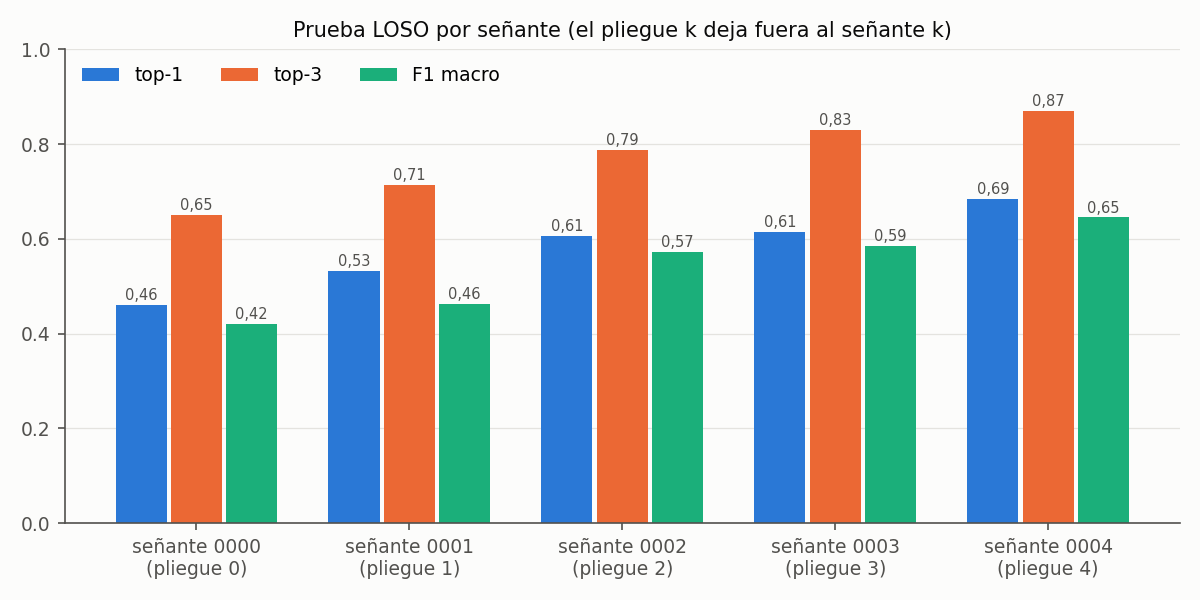 Prueba LOSO por señante (el pliegue k deja fuera al señante k)
top-1 top-3 F1 macro
1.0
0.8
0.6
0.4
0.2
0.0
0,46 0,65 0,42
0,53 0,71 0,46
0,61 0,79 0,57
0,61 0,83 0,59
0,69 0,87 0,65
señante 0000
(pliegue 0)
señante 0001
(pliegue 1)
señante 0002
(pliegue 2)
señante 0003
(pliegue 3)
señante 0004
(pliegue 4)